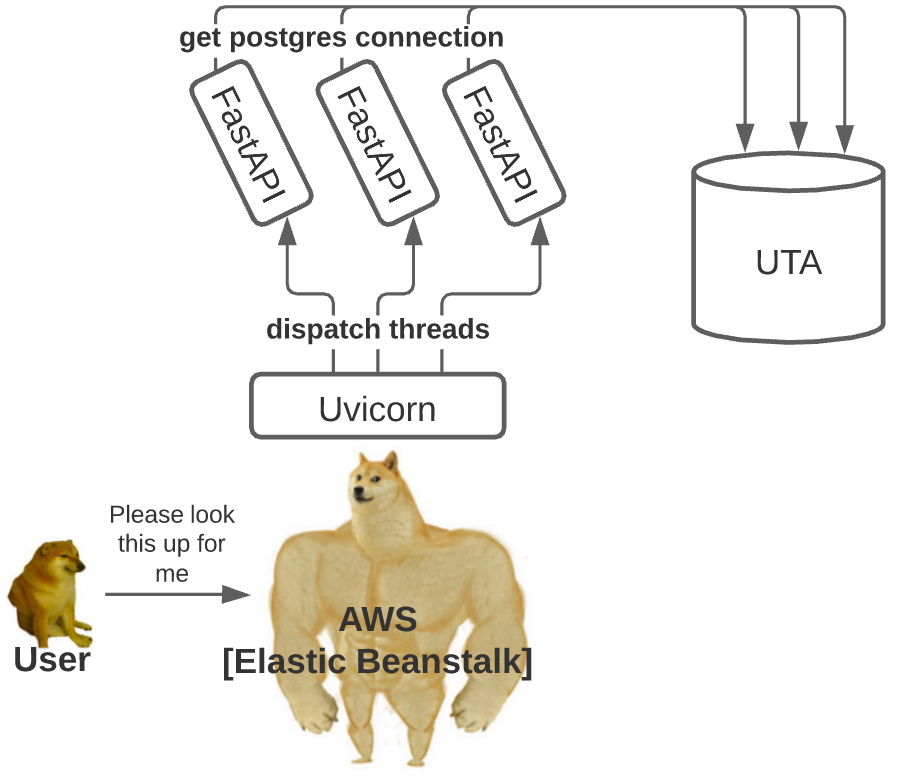 get postgres connection
FastAPI
FastAPI
FastAPI
UTA
dispatch threads
Uvicorn
Please look
this up for
me
User
AWS
[Elastic Beanstalk]